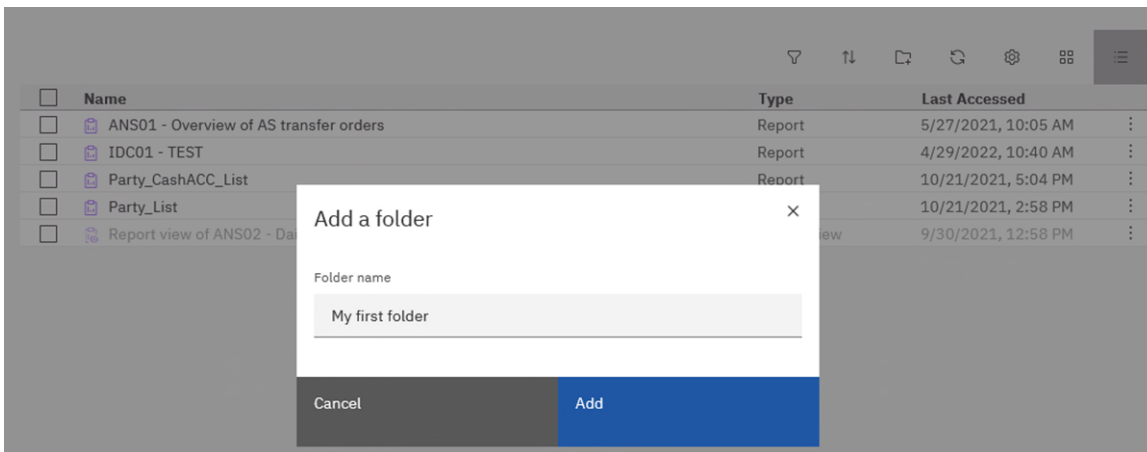 Name Type Last Accessed
ANS01 - Overview of AS transfer orders Report 5/27/2021, 10:05 AM
IDC01 - TEST Report 4/29/2022, 10:40 AM
Party_CashACC_List Report 10/21/2021, 5:04 PM
Party_List 10/21/2021, 2:58 PM
Report view of ANS02 - 9/30/2021, 12:58 PM
Add a folder
Folder name
My first folder
Cancel Add